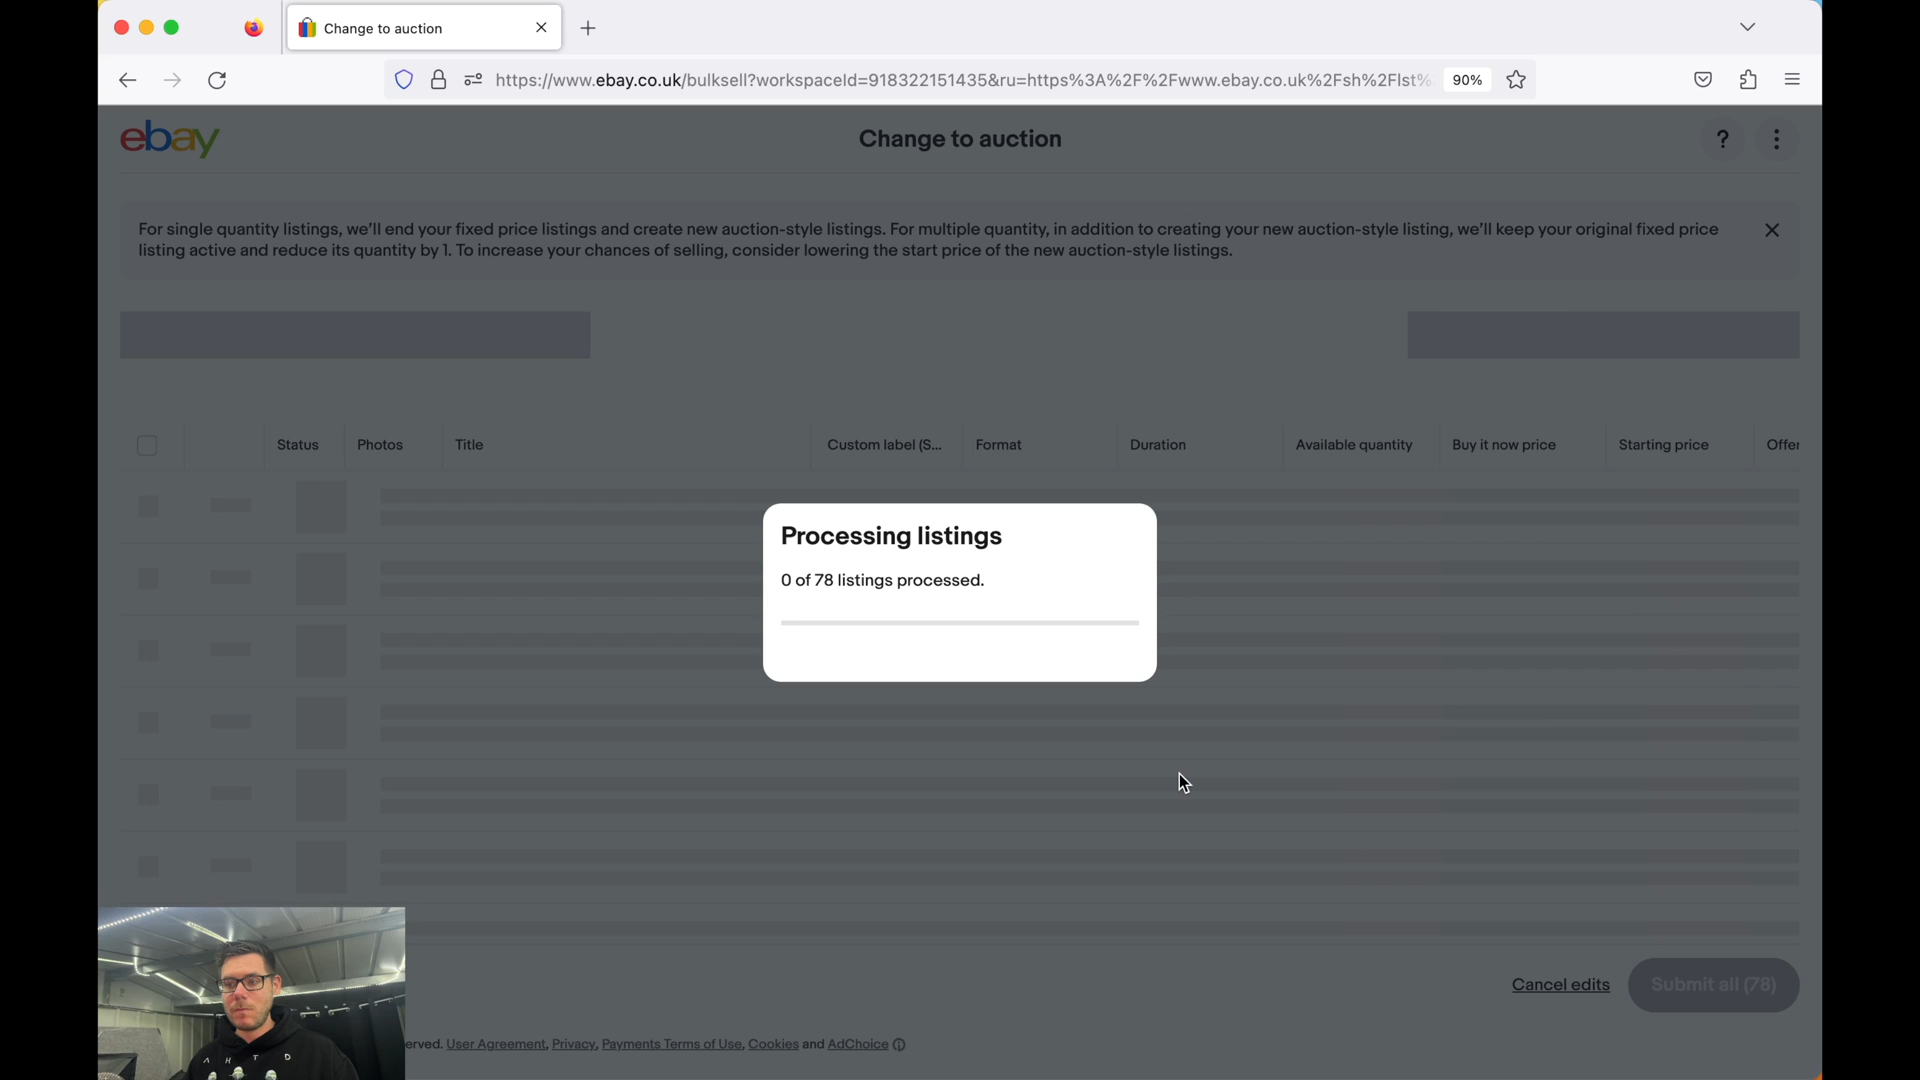 Change to auction
https://www.ebay.co.uk/bulksell?workspaceId=918322151435&ru=https%3A%2F%2Fwww.ebay.co.uk%2Fsh%2Flst%
90%
ebay
Change to auction
?
For single quantity listings, we'll end your fixed price listings and create new auction-style listings. For multiple quantity, in addition to creating your new auction-style listing, we'll keep your original fixed price
listing active and reduce its quantity by 1. To increase your chances of selling, consider lowering the start price of the new auction-style listings.
Status Photos Title Custom label (S... Format Duration Available quantity Buy it now price Starting price Offer
Processing listings
0 of 78 listings processed.
Cancel edits Submit all (78)
erved. User Agreement, Privacy, Payments Terms of Use, Cookies and AdChoice
A H T D